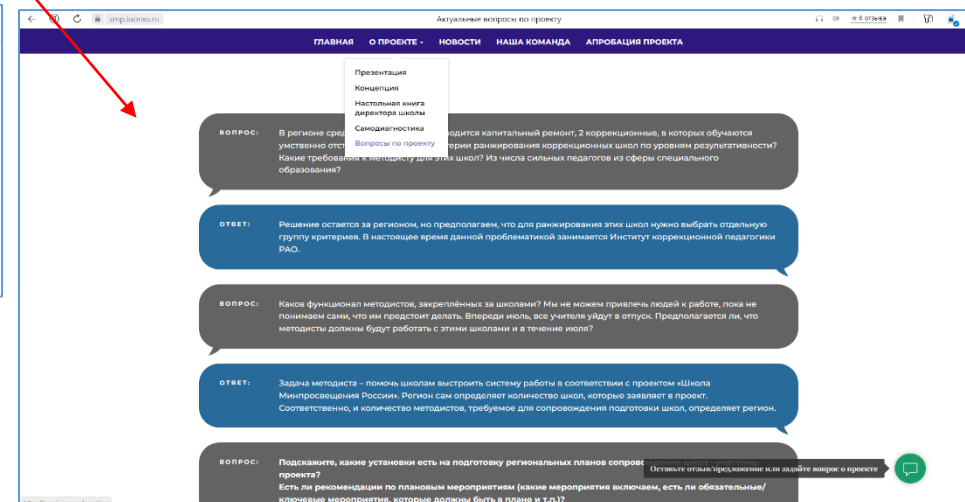 smp.iuorao.ru
Актуальные вопросы по проекту
★ 4 отзыва
ГЛАВНАЯ О ПРОЕКТЕ НОВОСТИ НАША КОМАНДА АПРОБАЦИЯ ПРОЕКТА
Презентация
Концепция
Настольная книга
директора школы
Самодиагностика
Вопросы по проекту
ВОПРОС: В регионе сред водится капитальный ремонт, 2 коррекционные, в которых обучаются
умственно отст терии ранжирования коррекционных школ по уровням результативности?
Какие требования к методисту для этих школ? Из числа сильных педагогов из сферы специального
образования?
ОТВЕТ: Решение остается за регионом, но предполагаем, что для ранжирования этих школ нужно выбрать отдельную
группу критериев. В настоящее время данной проблематикой занимается Институт коррекционной педагогики
РАО.
ВОПРОС: Каков функционал методистов, закреплённых за школами? Мы не можем привлечь людей к работе, пока не
понимаем сами, что им предстоит делать. Впереди июль, все учителя уйдут в отпуск. Предполагается ли, что
методисты должны будут работать с этими школами и в течение июля?
ОТВЕТ: Задача методиста – помочь школам выстроить систему работы в соответствии с проектом «Школа
Минпросвещения России». Регион сам определяет количество школ, которые заявляет в проект.
Соответственно, и количество методистов, требуемое для сопровождения подготовки школ, определяет регион.
ВОПРОС: Подскажите, какие установки есть на подготовку региональных планов сопров
проекта?
Оставьте отзыв/предложение или задайте вопрос о проекте
Есть ли рекомендации по плановым мероприятиям (какие мероприятия включаем, есть ли обязательные/
ключевые мероприятия, которые должны быть в плане и т.п.)?